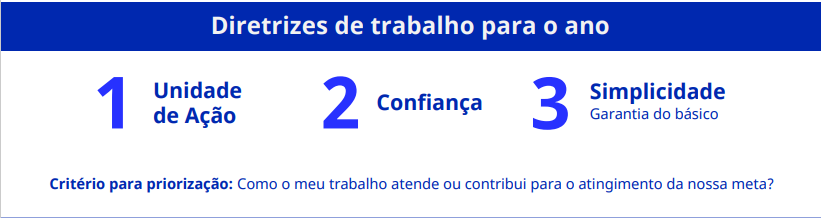 Diretrizes de trabalho para o ano
1
Unidade
de Ação
2
Confiança
3
Simplicidade
Garantia do básico
Critério para priorização: Como o meu trabalho atende ou contribui para o atingimento da nossa meta?